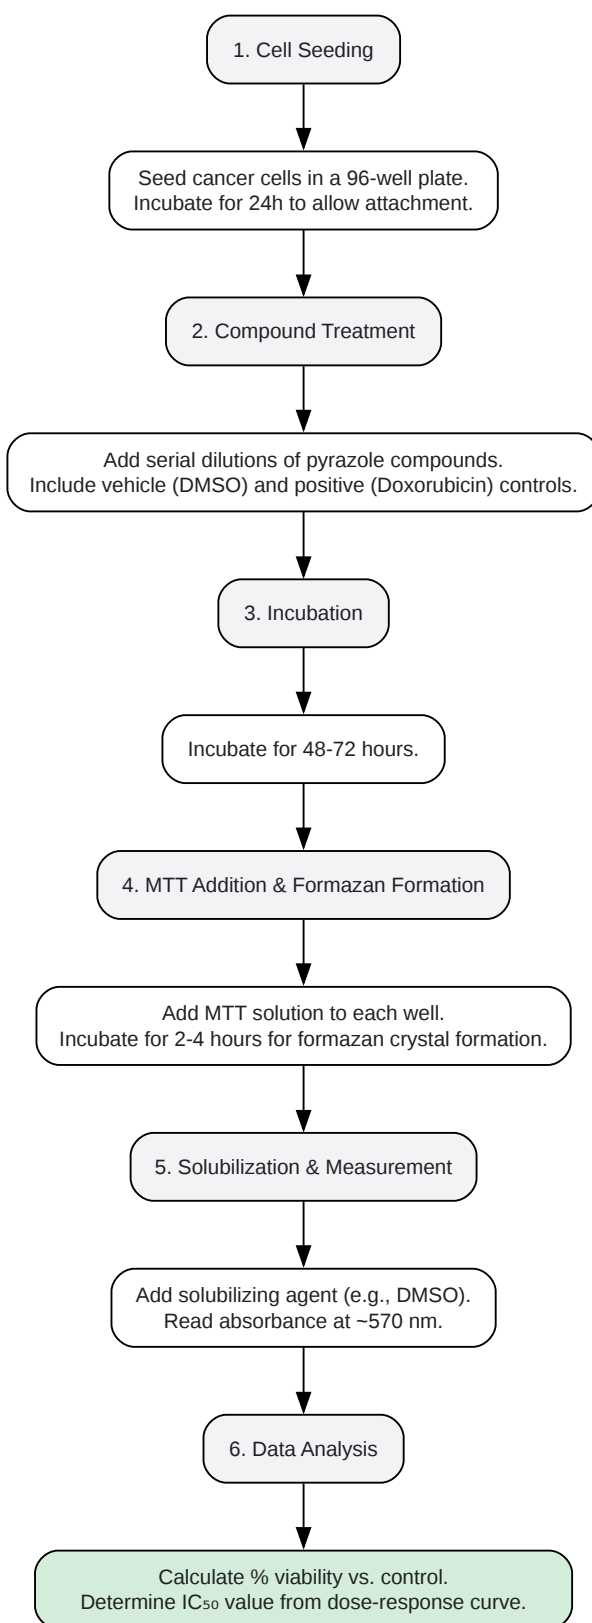 1. Cell Seeding
Seed cancer cells in a 96-well plate.
Incubate for 24h to allow attachment.
2. Compound Treatment
Add serial dilutions of pyrazole compounds.
Include vehicle (DMSO) and positive (Doxorubicin) controls.
3. Incubation
Incubate for 48-72 hours.
4. MTT Addition & Formazan Formation
Add MTT solution to each well.
Incubate for 2-4 hours for formazan crystal formation.
5. Solubilization & Measurement
Add solubilizing agent (e.g., DMSO).
Read absorbance at ~570 nm.
6. Data Analysis
Calculate % viability vs. control.
Determine IC₅₀ value from dose-response curve.